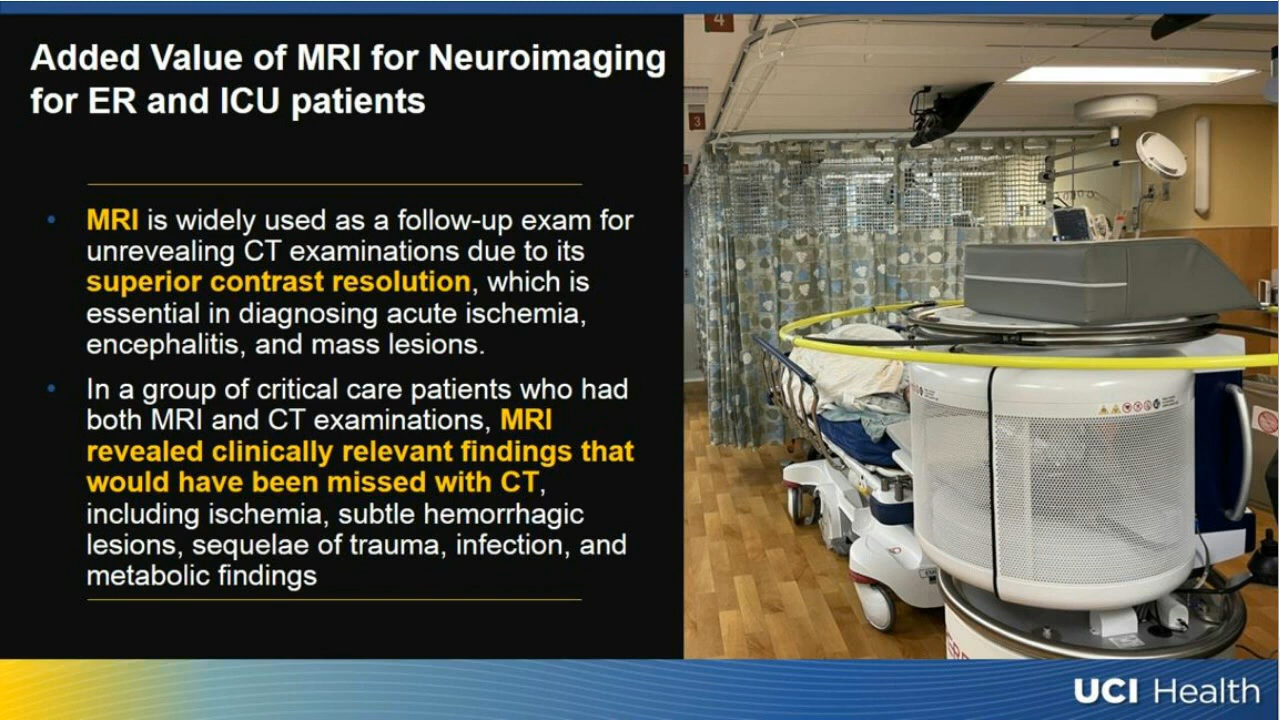 Added Value of MRI for Neuroimaging
for ER and ICU patients
• MRI is widely used as a follow-up exam for
unrevealing CT examinations due to its
superior contrast resolution, which is
essential in diagnosing acute ischemia,
encephalitis, and mass lesions.
• In a group of critical care patients who had
both MRI and CT examinations, MRI
revealed clinically relevant findings that
would have been missed with CT,
including ischemia, subtle hemorrhagic
lesions, sequelae of trauma, infection, and
metabolic findings
4
3
UCI Health